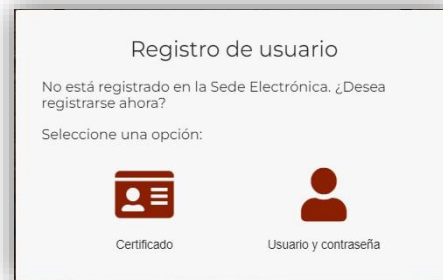 Registro de usuario
No está registrado en la Sede Electrónica. ¿Desea
registrarse ahora?
Seleccione una opción:
Certificado
Usuario y contraseña